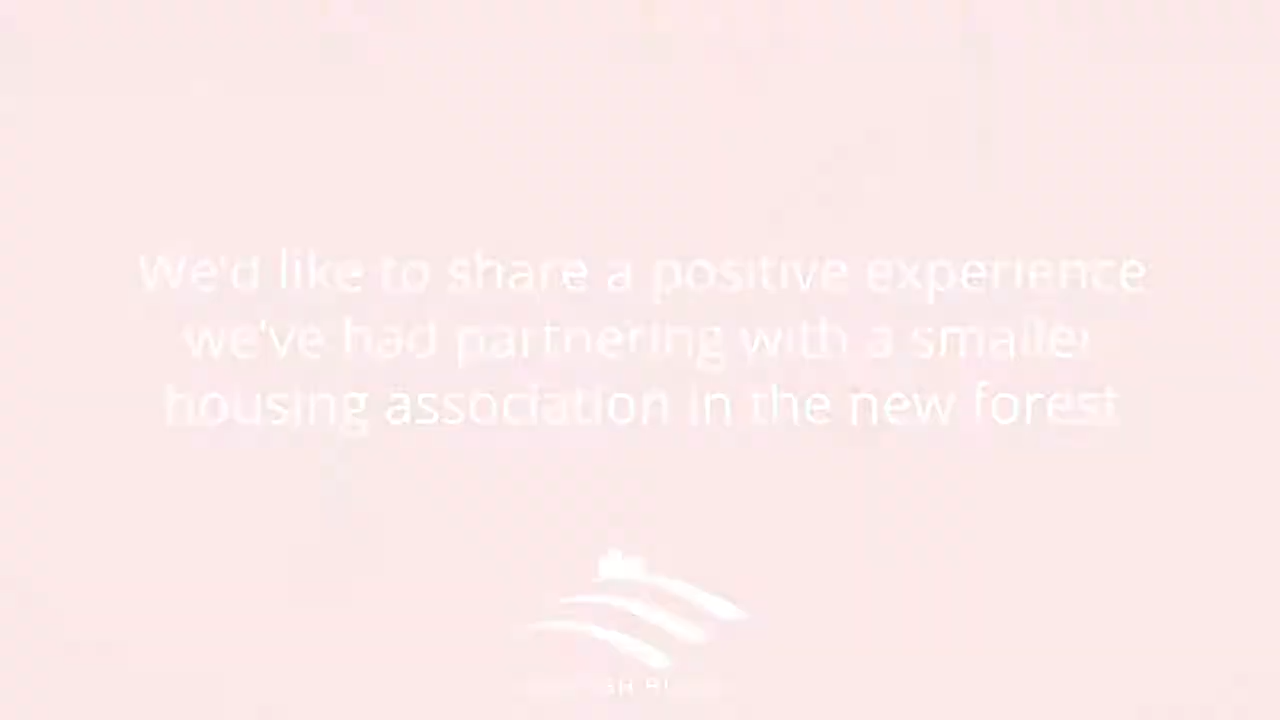 We'd like to share a positive experience
we've had partnering with a smaller
housing association in the new forest